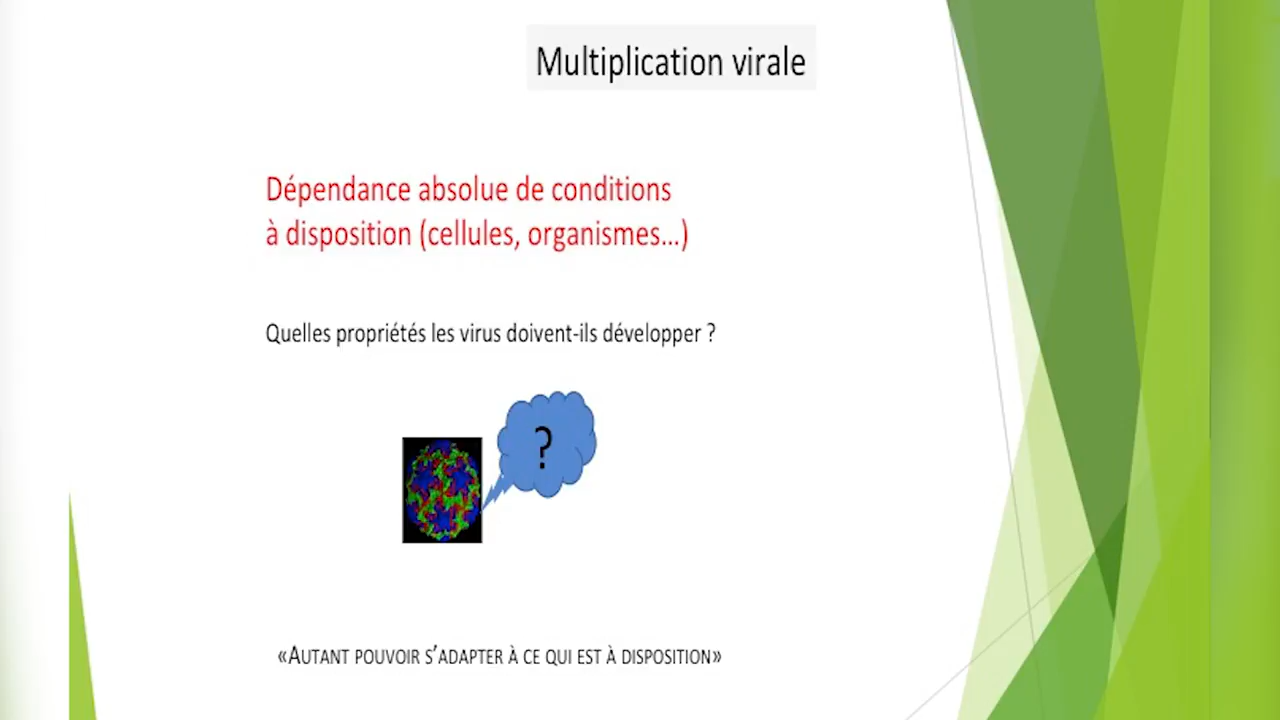 Multiplication virale
Dépendance absolue de conditions
à disposition (cellules, organismes...)
Quelles propriétés les virus doivent-ils développer ?
?
«AUTANT POUVOIR S'ADAPTER À CE QUI EST À DISPOSITION»